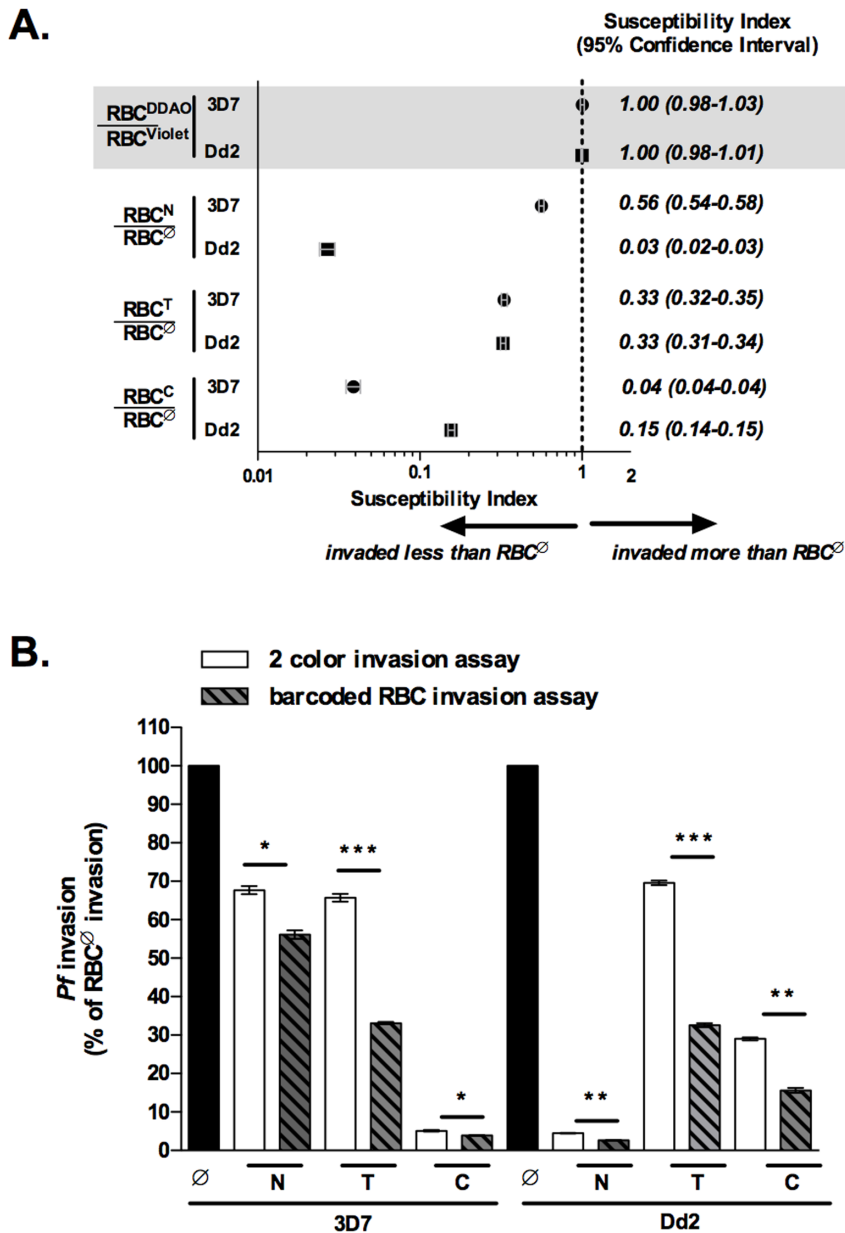 A.
Susceptibility Index
(95% Confidence Interval)
RBC^DDAO
RBC^Violet
3D7
1.00 (0.98-1.03)
Dd2
1.00 (0.98-1.01)
RBC^N
RBC^∅
3D7
0.56 (0.54-0.58)
Dd2
0.03 (0.02-0.03)
RBC^T
RBC^∅
3D7
0.33 (0.32-0.35)
Dd2
0.33 (0.31-0.34)
RBC^C
RBC^∅
3D7
0.04 (0.04-0.04)
Dd2
0.15 (0.14-0.15)
0.01 0.1 1 2
Susceptibility Index
invaded less than RBC^∅ invaded more than RBC^∅
B.
2 color invasion assay
barcoded RBC invasion assay
Pf invasion
(% of RBC^∅ invasion)
110
100
90
80
70
60
50
40
30
20
10
0
* *** * ** *** **
∅ N T C ∅ N T C
3D7 Dd2